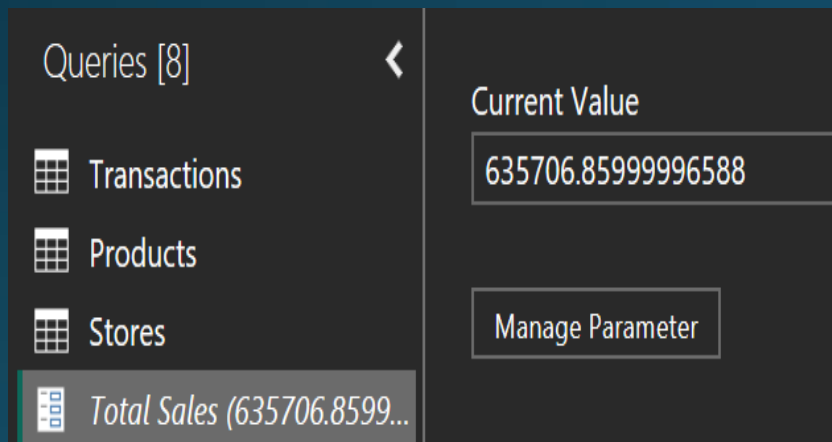 Queries [8]
Transactions
Products
Stores
Total Sales (635706.8599...
Current Value
635706.85999996588
Manage Parameter